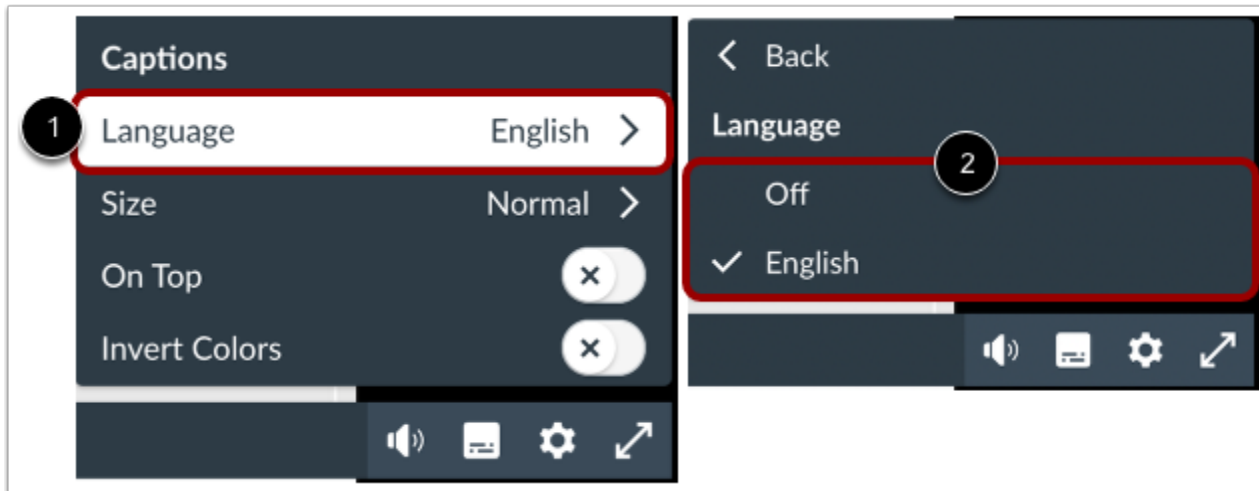 Captions
1
Language English
Size Normal
On Top
Invert Colors
Back
Language
2
Off
English